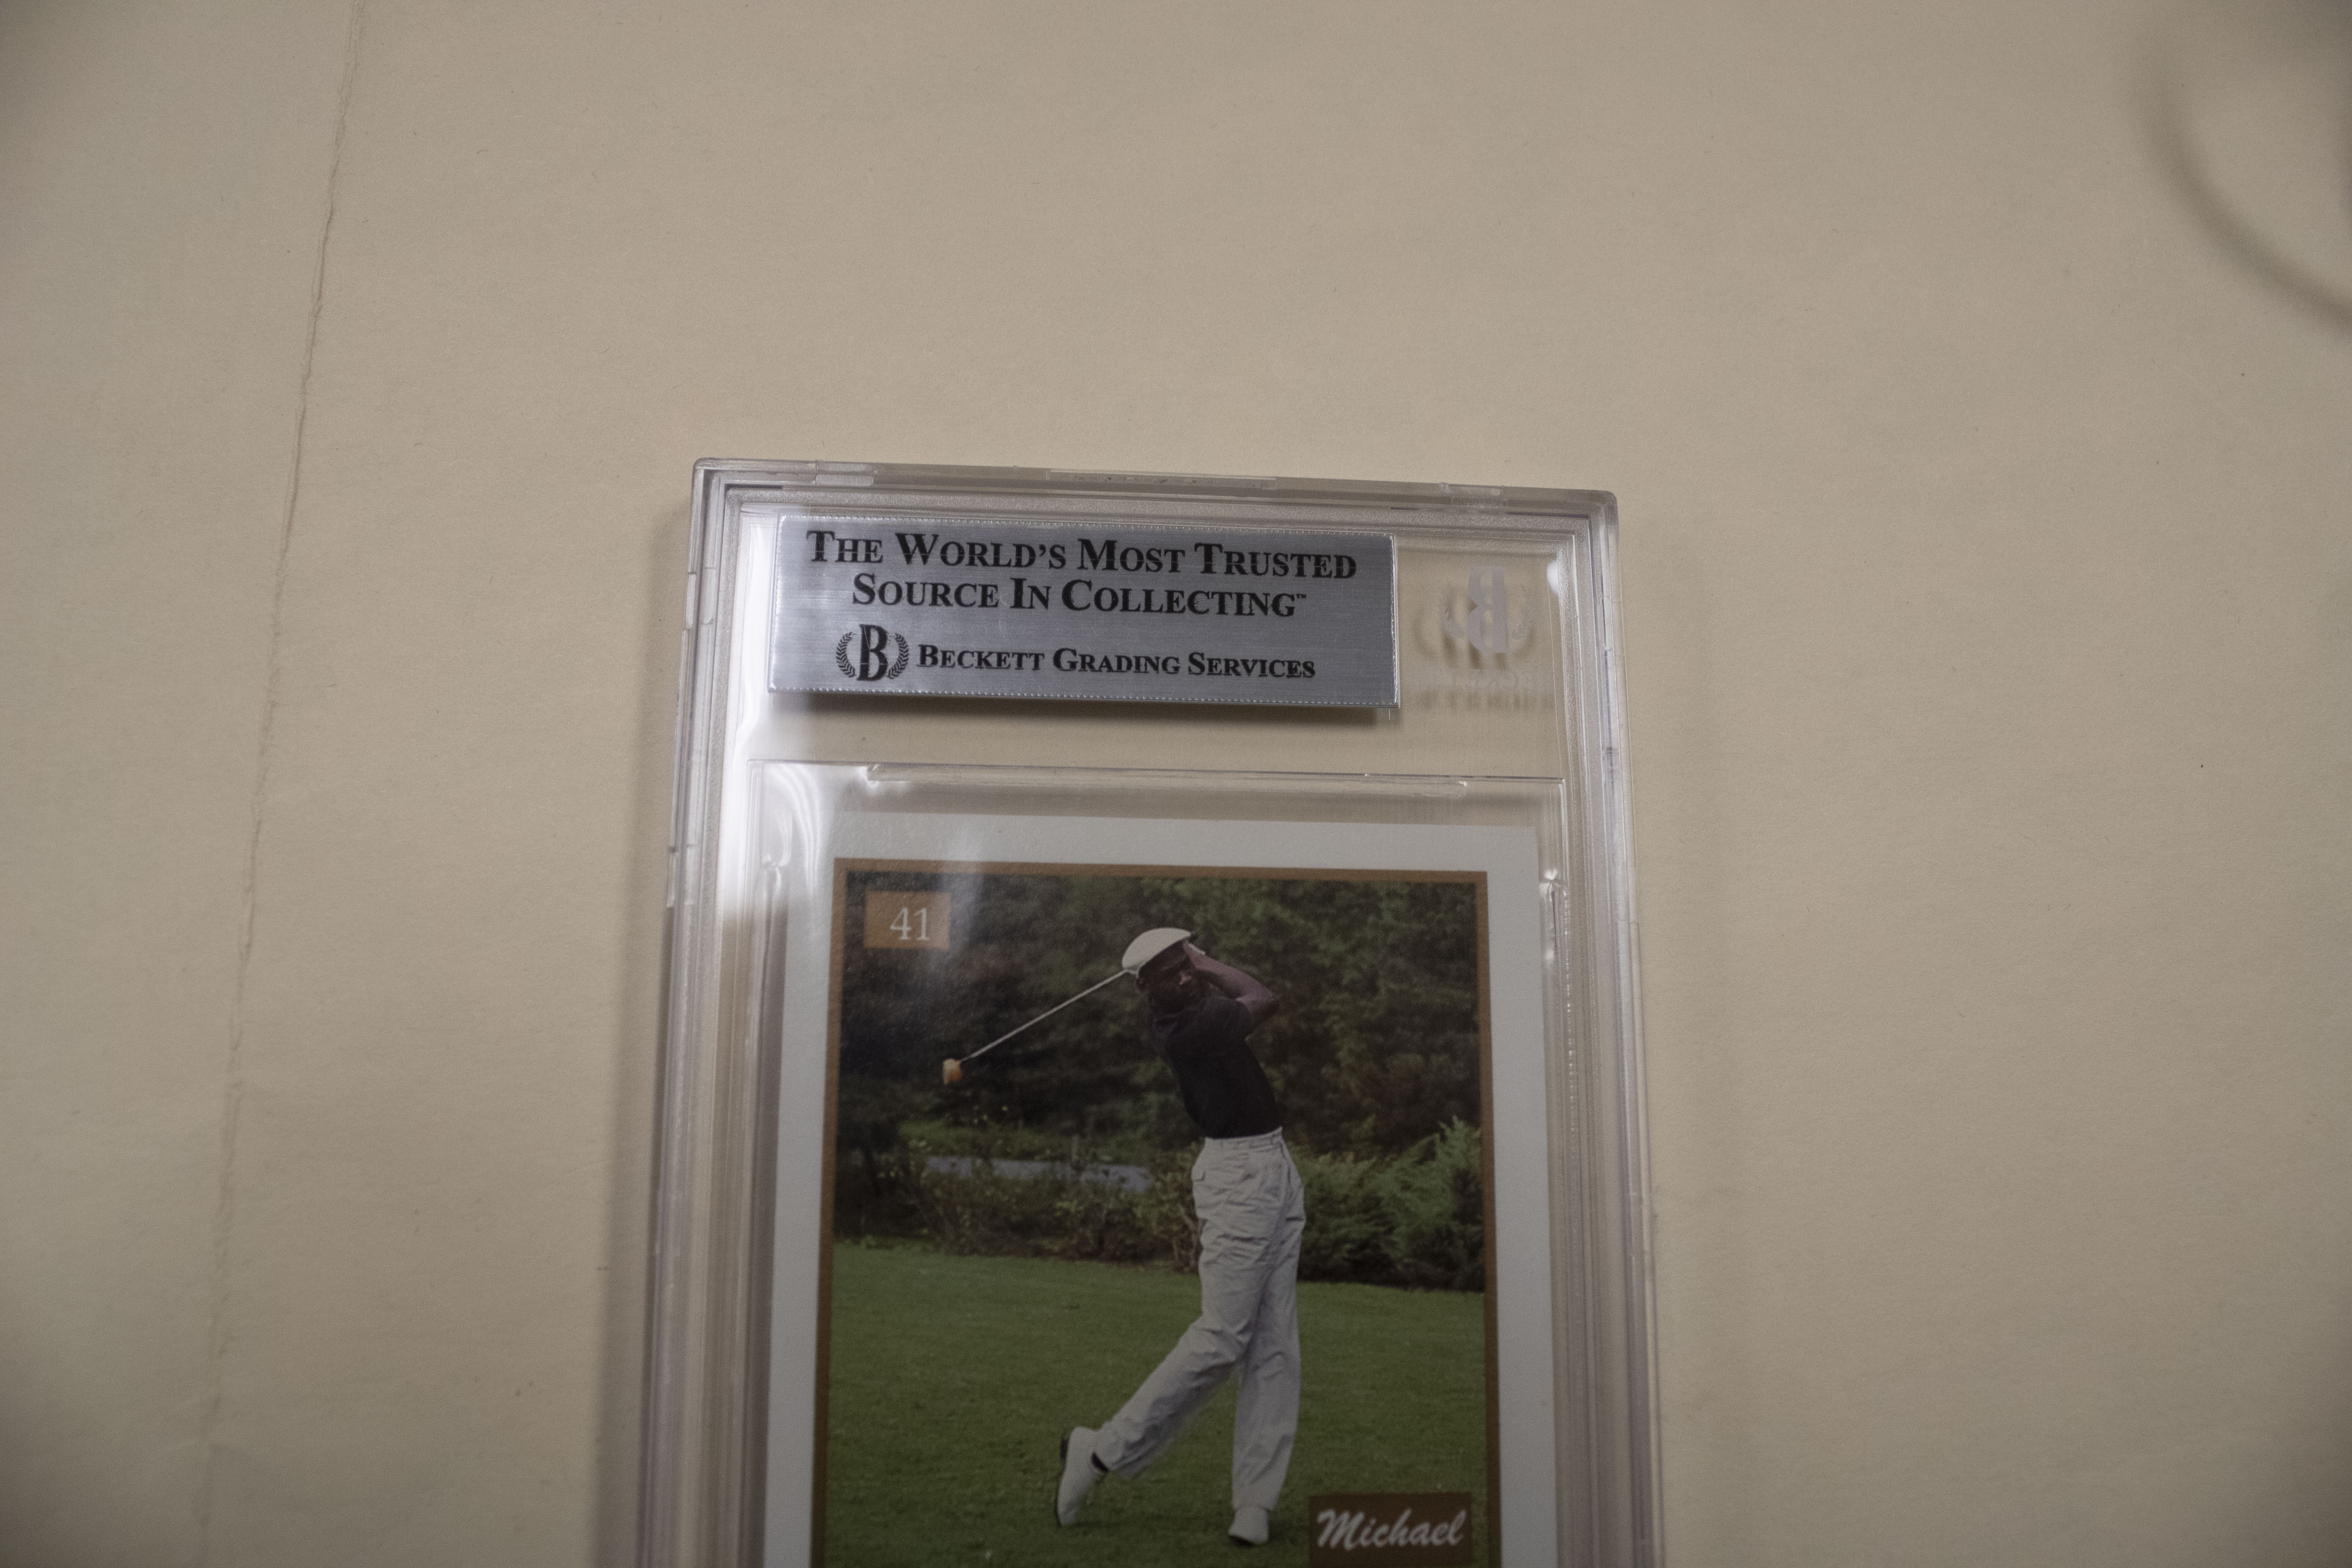 THE WORLD'S MOST TRUSTED
SOURCE IN COLLECTING™
B BECKETT GRADING SERVICES
B
41
Michael